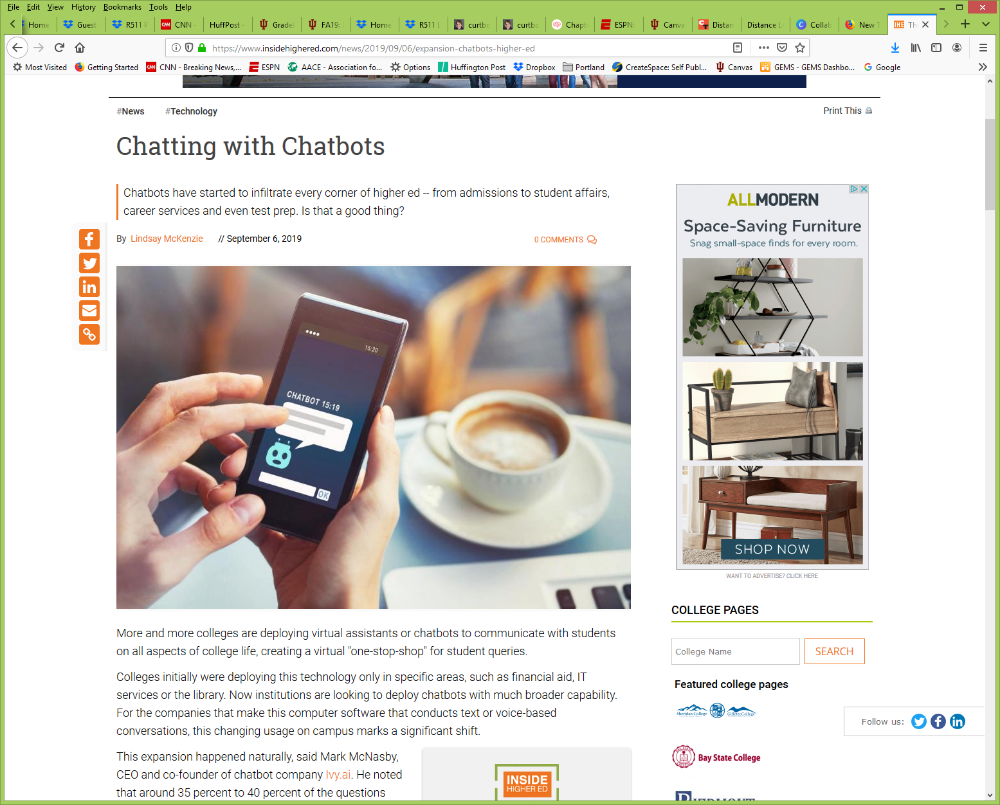 File Edit View History Bookmarks Tools Help
Home Guest R511 CNN - HuffPost - FA19: Home R511 Canva Distan Distance Collab New
https://www.insidehighered.com/news/2019/09/06/expansion-chatbots-higher-ed
Most Visited Getting Started CNN - Breaking News,... ESPN AACE - Association fo... Options Huffington Post Dropbox Portland CreateSpace: Self Publ... Canvas GEMS - GEMS Dashbo... Google
#News #Technology Print This
Chatting with Chatbots
Chatbots have started to infiltrate every corner of higher ed -- from admissions to student affairs,
career services and even test prep. Is that a good thing?
By Lindsay McKenzie // September 6, 2019 0 COMMENTS
15:20
CHATBOT 15:19
OK
ALLMODERN
Space-Saving Furniture
Snag small-space finds for every room.
SHOP NOW
WANT TO ADVERTISE? CLICK HERE
More and more colleges are deploying virtual assistants or chatbots to communicate with students
on all aspects of college life, creating a virtual "one-stop-shop" for student queries.
Colleges initially were deploying this technology only in specific areas, such as financial aid, IT
services or the library. Now institutions are looking to deploy chatbots with much broader capability.
For the companies that make this computer software that conducts text or voice-based
conversations, this changing usage on campus marks a significant shift.
This expansion happened naturally, said Mark McNasby,
CEO and co-founder of chatbot company Ivy.ai. He noted
that around 35 percent to 40 percent of the questions
INSIDE
HIGHER ED
COLLEGE PAGES
College Name SEARCH
Featured college pages
Sheridan College Gillette College
Follow us:
Bay State College